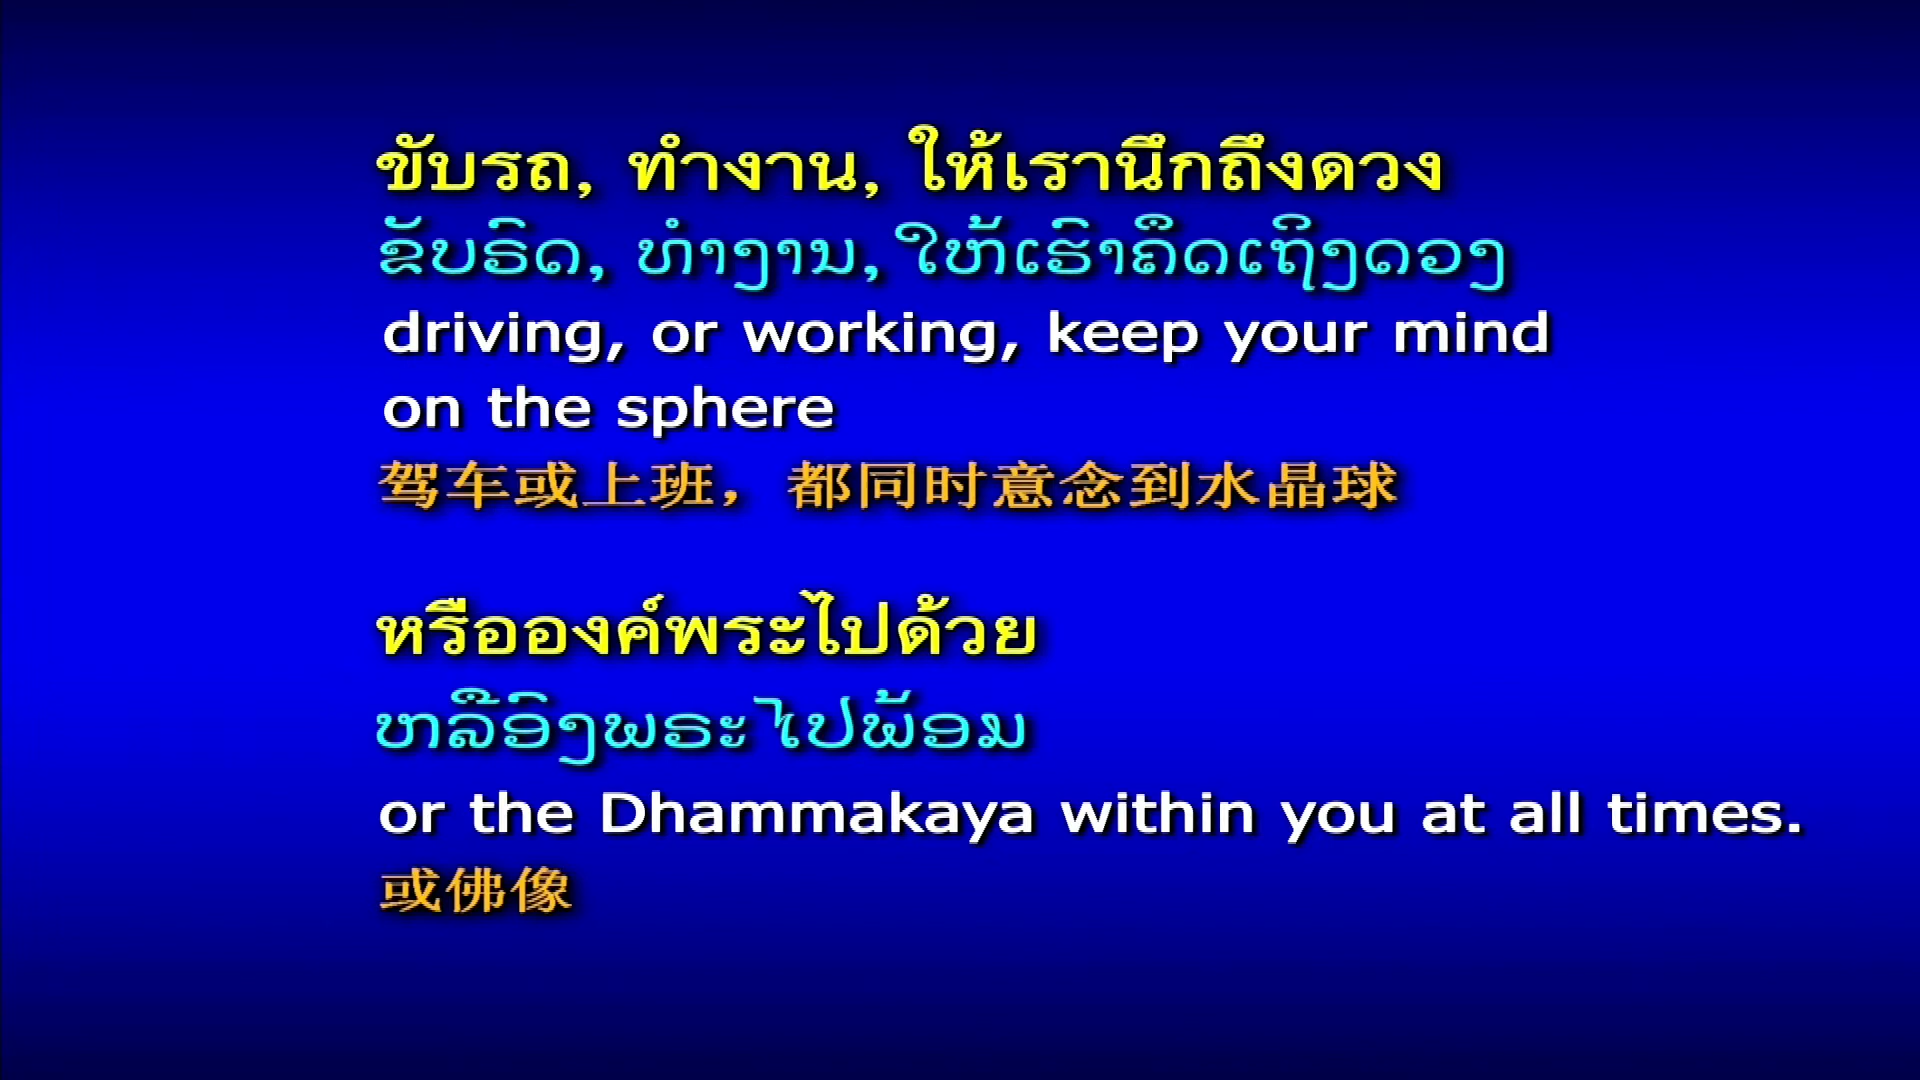 ขับรถ, ทำงาน, ให้เรานึกถึงดวง
ຂັບຣົດ, ທຳງານ, ໃຫ້ເຮົາຄຶດເຖິງດວງ
driving, or working, keep your mind
on the sphere
驾车或上班，都同时意念到水晶球
หรือองค์พระไปด้วย
ຫລືອົງພຣະໄປພ້ອມ
or the Dhammakaya within you at all times.
或佛像